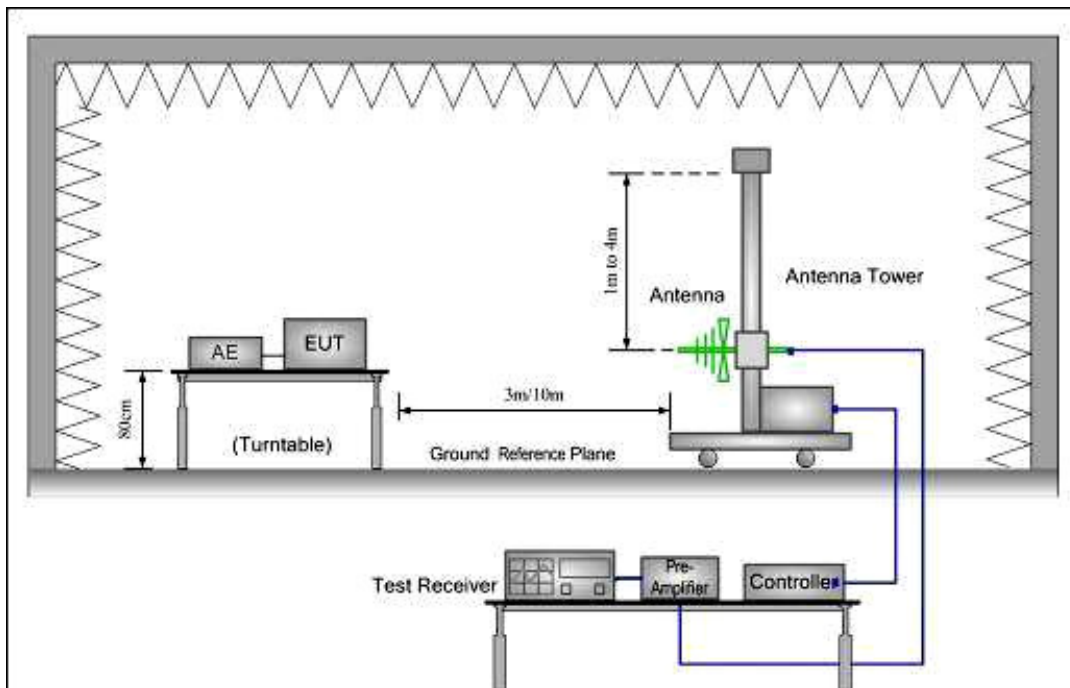 1m to 4m
Antenna Tower
Antenna
AE
EUT
3m/10m
80cm
(Turntable)
Ground Reference Plane
Test Receiver
Pre-
Amplifier
Controlle